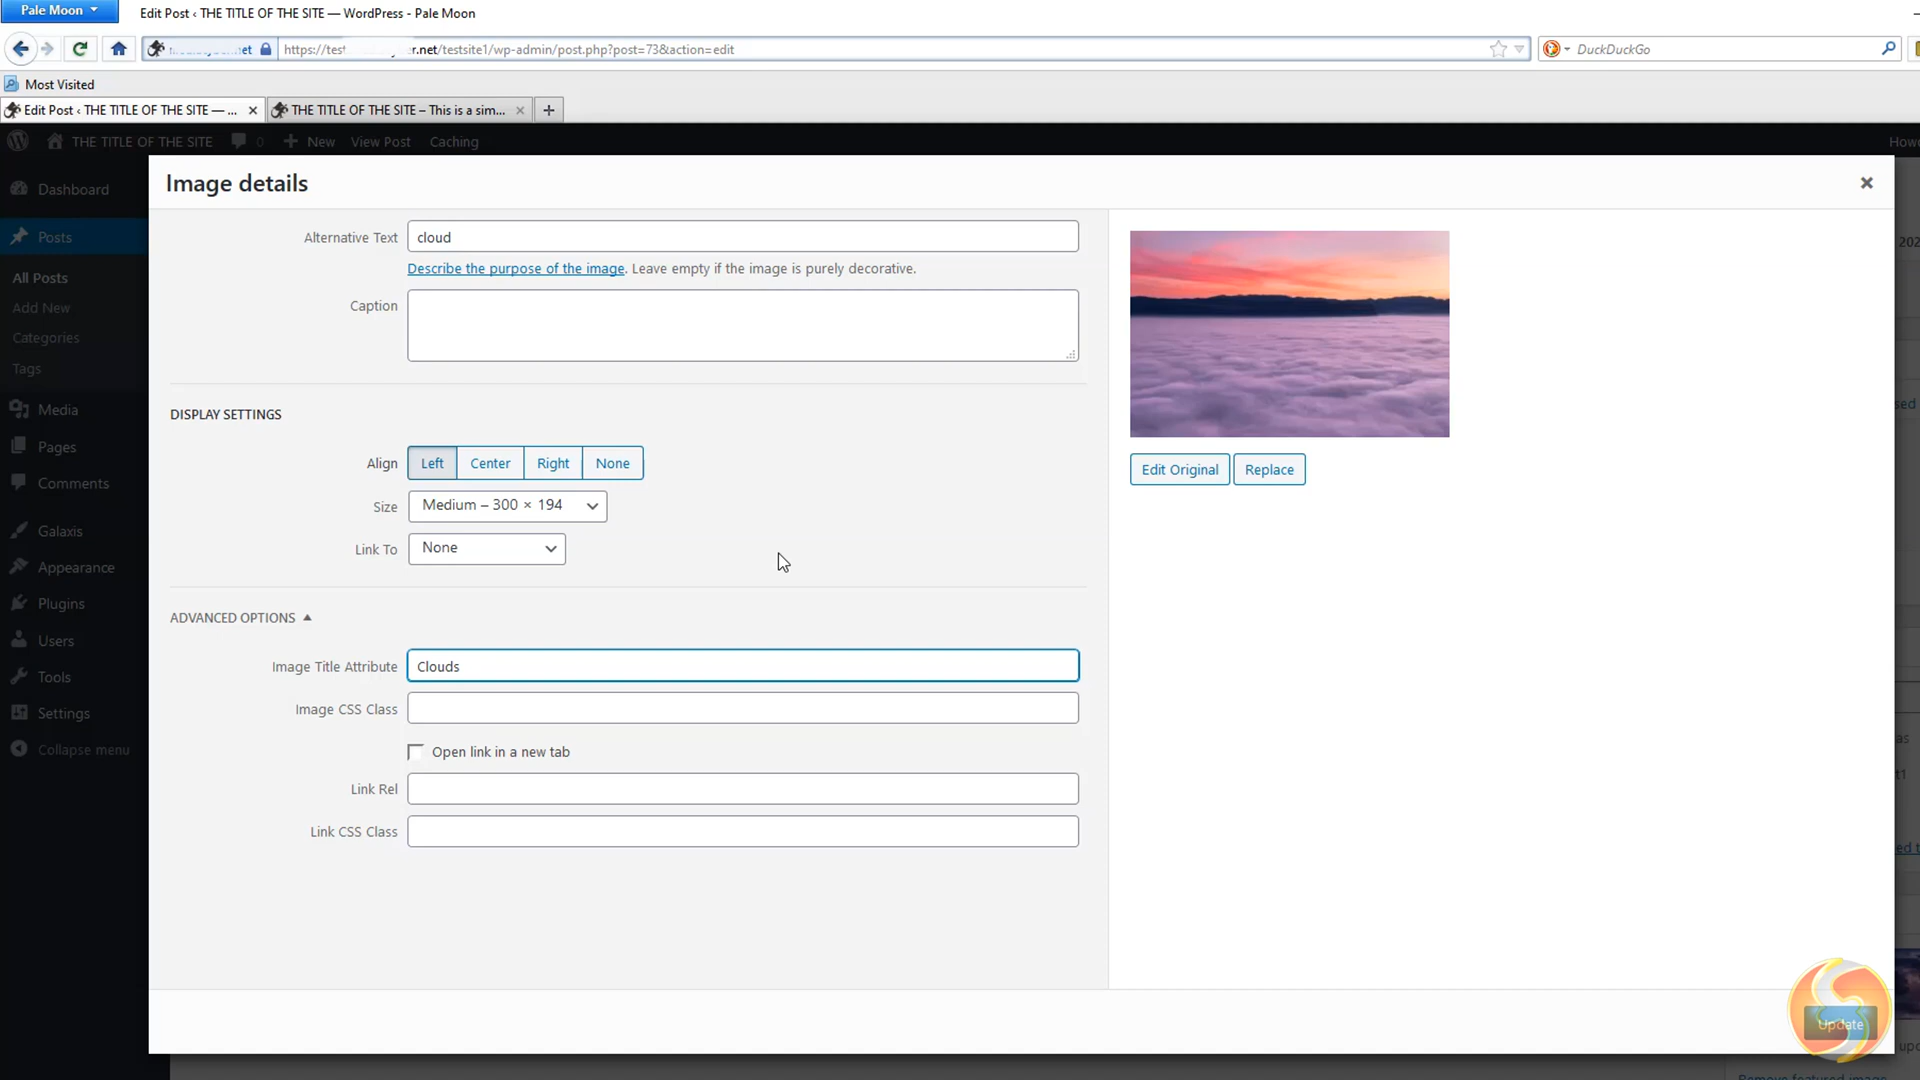 Pale Moon
Edit Post ‹ THE TITLE OF THE SITE — WordPress - Pale Moon
https://test er.net/testsite1/wp-admin/post.php?post=73&action=edit
DuckDuckGo
Most Visited
Edit Post ‹ THE TITLE OF THE SITE — ...
THE TITLE OF THE SITE – This is a sim...
THE TITLE OF THE SITE 0 New View Post Caching
Howd
Image details
Dashboard
Posts
All Posts
Add New
Categories
Tags
Media
Pages
Comments
Galaxis
Appearance
Plugins
Users
Tools
Settings
Collapse menu
Alternative Text cloud
Describe the purpose of the image. Leave empty if the image is purely decorative.
Caption
DISPLAY SETTINGS
Align Left Center Right None
Size Medium – 300 × 194
Link To None
ADVANCED OPTIONS
Image Title Attribute Clouds
Image CSS Class
Open link in a new tab
Link Rel
Link CSS Class
Edit Original Replace
Update